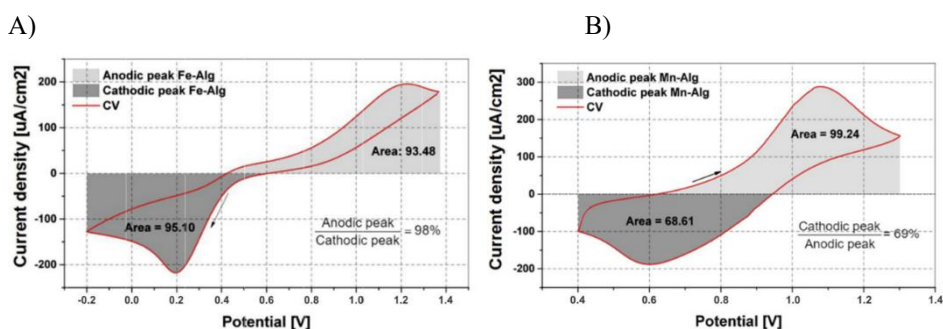 A)
B)
Anodic peak Fe-Alg
Cathodic peak Fe-Alg
CV
Area: 93.48
Area = 95.10
Anodic peak
Cathodic peak
= 98%
Current density [uA/cm2]
200
100
0
-100
-200
-0.2 0.0 0.2 0.4 0.6 0.8 1.0 1.2 1.4
Potential [V]
Anodic peak Mn-Alg
Cathodic peak Mn-Alg
CV
Area = 99.24
Area = 68.61
Cathodic peak
Anodic peak
= 69%
Current density [uA/cm2]
300
200
100
0
-100
-200
0.4 0.6 0.8 1.0 1.2
Potential [V]